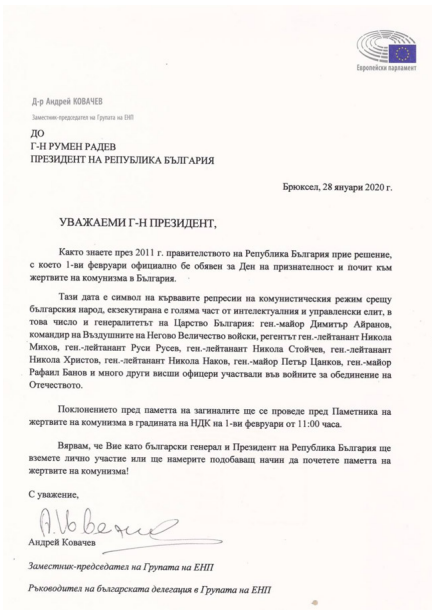 Европейски парламент
Д-р Андрей КОВАЧЕВ
Заместник-председател на Групата на ЕНП
ДО
Г-Н РУМЕН РАДЕВ
ПРЕЗИДЕНТ НА РЕПУБЛИКА БЪЛГАРИЯ
Брюксел, 28 януари 2020 г.
УВАЖАЕМИ Г-Н ПРЕЗИДЕНТ,
Както знаете през 2011 г. правителството на Република България прие решение,
с което 1-ви февруари официално бе обявен за Ден на признателност и почит към
жертвите на комунизма в България.
Тази дата е символ на кървавите репресии на комунистическия режим срещу
българския народ, екзекутирана е голяма част от интелектуалния и управленски елит, в
това число и генералитетът на Царство България: ген.-майор Димитър Айранов,
командир на Въздушните на Негово Величество войски, регентът ген.-лейтанант Никола
Михов, ген.-лейтанант Руси Русев, ген.-лейтанант Никола Стойчев, ген.-лейтанант
Никола Христов, ген.-лейтанант Никола Наков, ген.-майор Петър Цанков, ген.-майор
Рафаил Банов и много други висши офицери участвали във войните за обединение на
Отечеството.
Поклонението пред паметта на загиналите ще се проведе пред Паметника на
жертвите на комунизма в градината на НДК на 1-ви февруари от 11:00 часа.
Вярвам, че Вие като български генерал и Президент на Република България ще
вземете лично участие или ще намерите подобаващ начин да почетете паметта на
жертвите на комунизма!
С уважение,
Андрей Ковачев
Заместник-председател на Групата на ЕНП
Ръководител на българската делегация в Групата на ЕНП